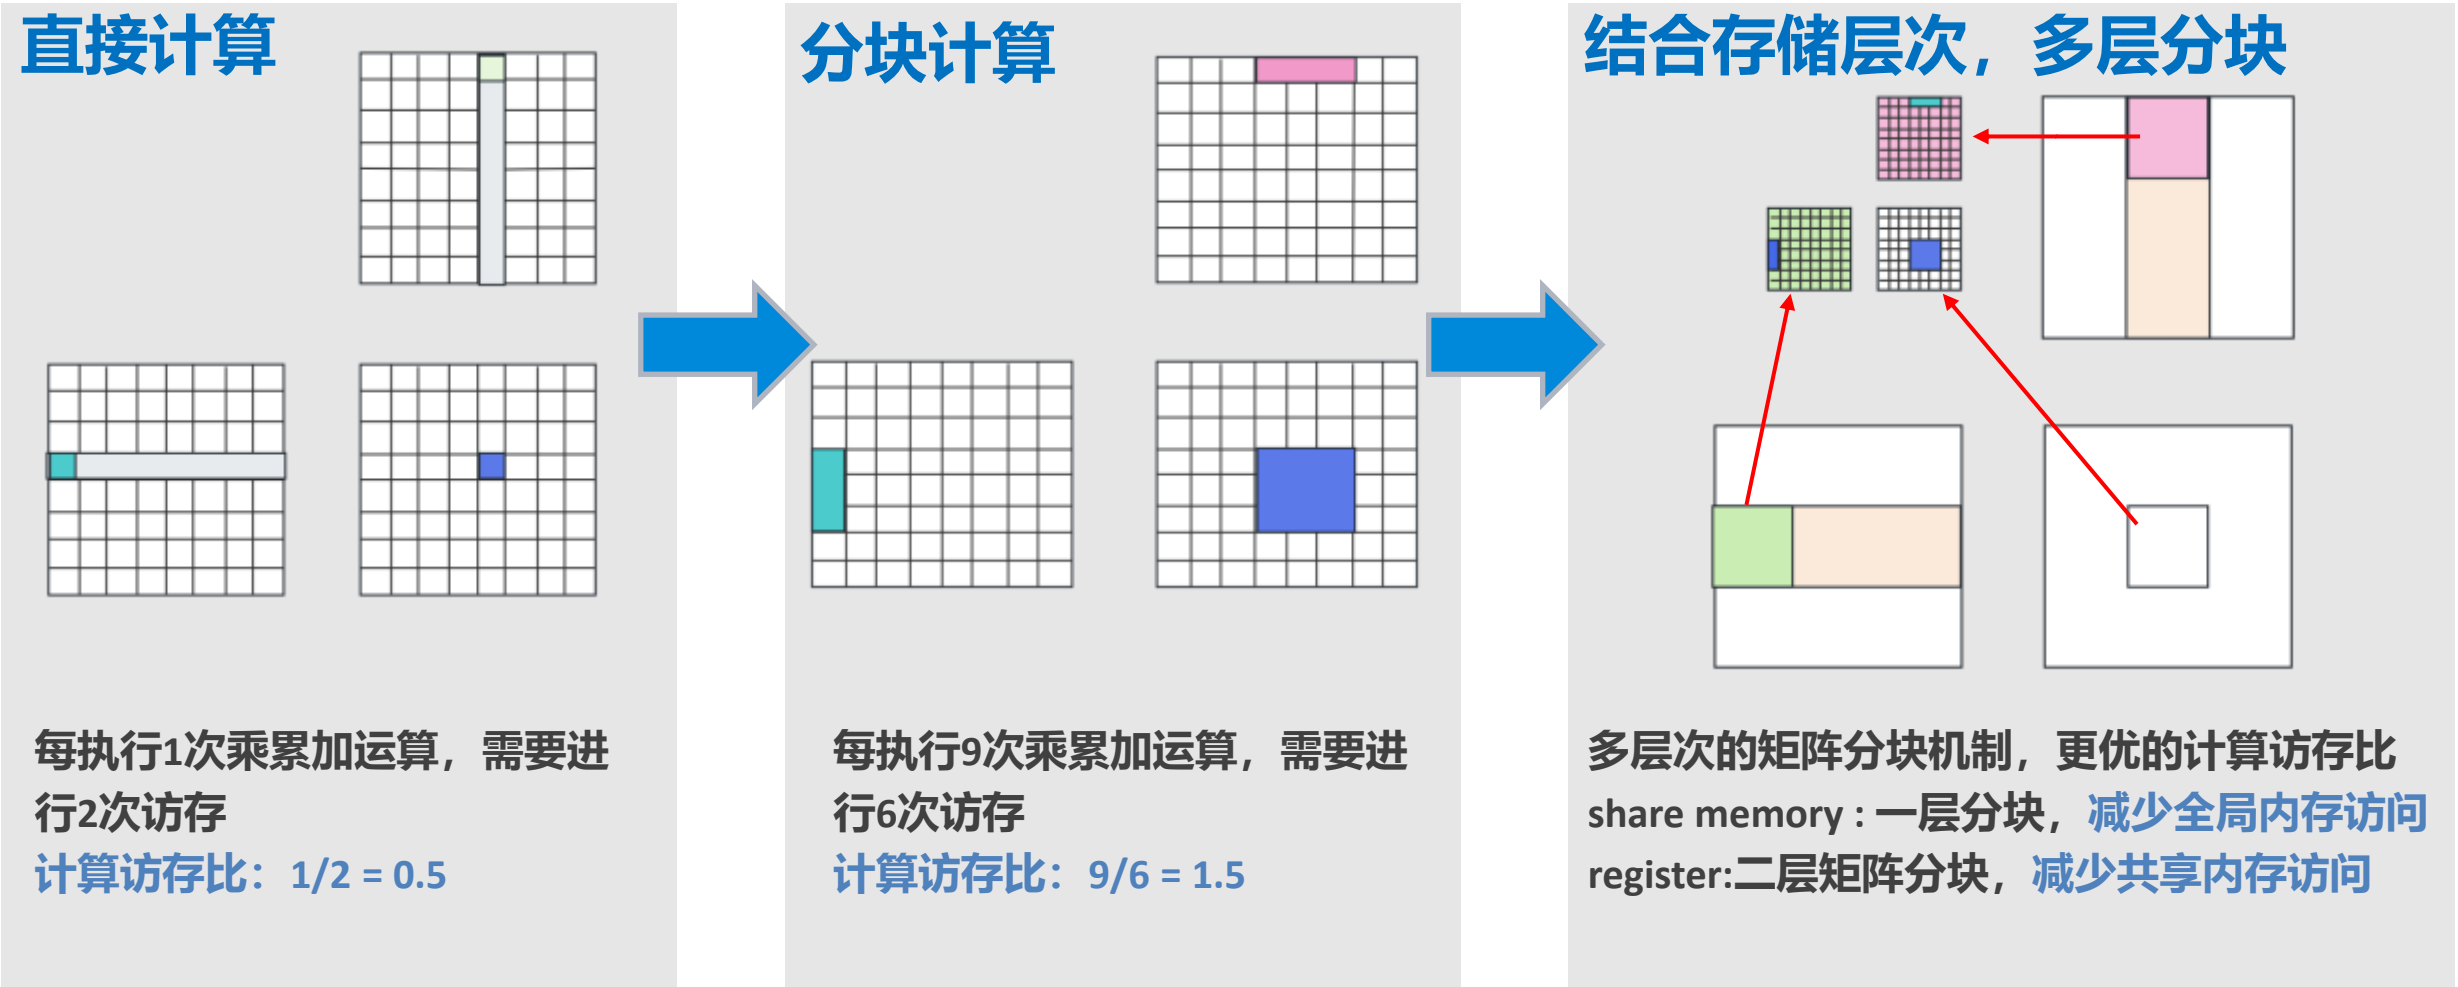 直接计算
每执行1次乘累加运算，需要进
行2次访存
计算访存比：1/2 = 0.5
分块计算
每执行9次乘累加运算，需要进
行6次访存
计算访存比：9/6 = 1.5
结合存储层次，多层分块
多层次的矩阵分块机制，更优的计算访存比
share memory : 一层分块，减少全局内存访问
register:二层矩阵分块，减少共享内存访问